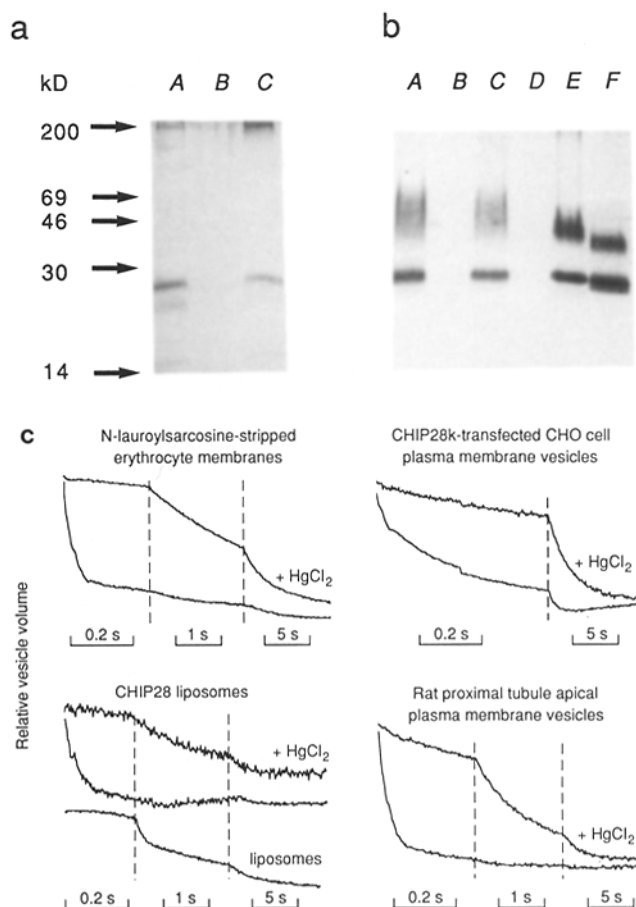 a
kD A B C
200
69
46
30
14
b
A B C D E F
c
Relative vesicle volume
N-lauroylsarcosine-stripped
erythrocyte membranes
+ HgCl2
0.2 s 1 s 5 s
CHIP28k-transfected CHO cell
plasma membrane vesicles
+ HgCl2
0.2 s 5 s
CHIP28 liposomes
+ HgCl2
liposomes
0.2 s 1 s 5 s
Rat proximal tubule apical
plasma membrane vesicles
+ HgCl2
0.2 s 1 s 5 s